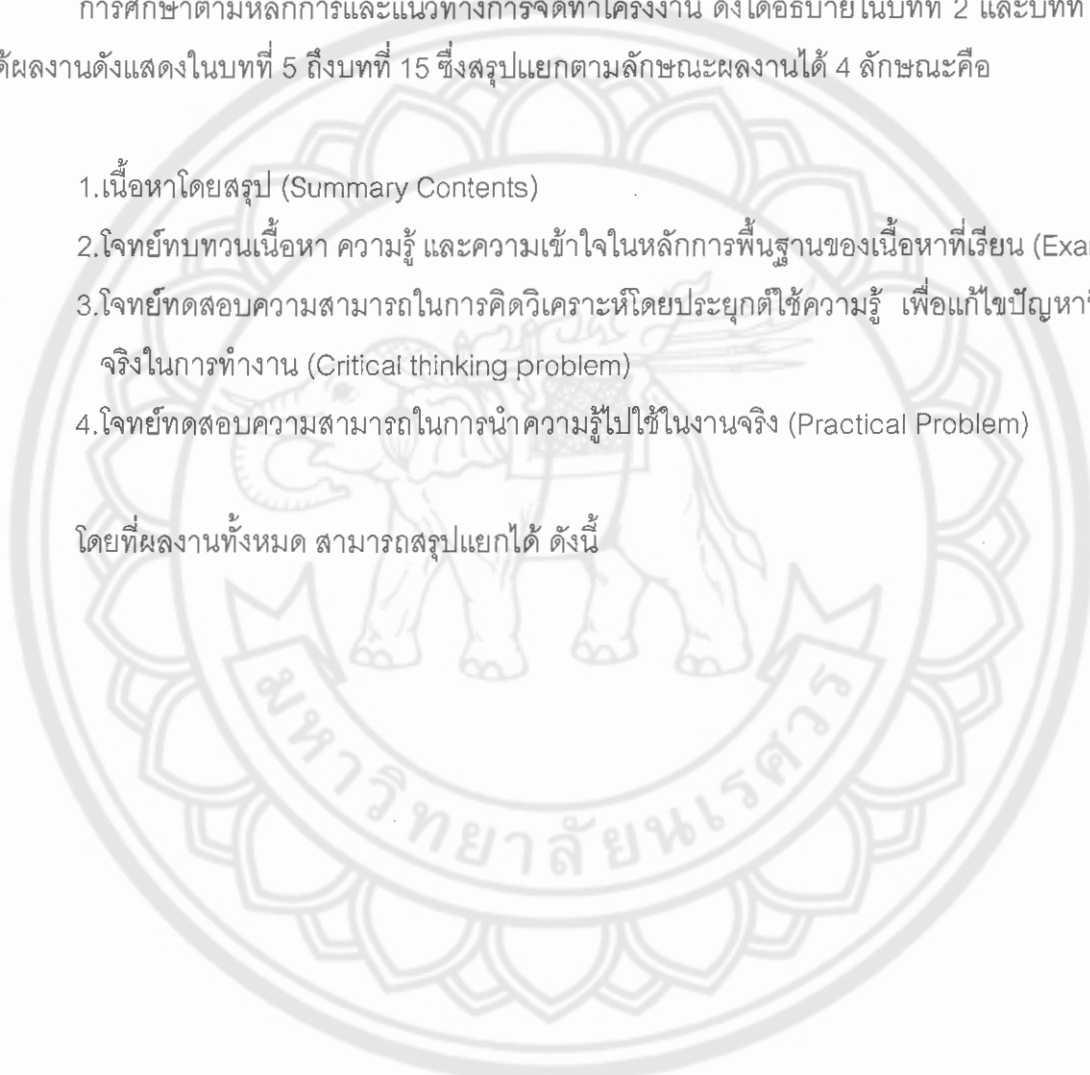 การศึกษาตามหลักการและแนวทางการจัดทำโครงงาน ดังได้อธิบายในบทที่ 2 และบทที่
ผลงานดังแสดงในบทที่ 5 ถึงบทที่ 15 ซึ่งสรุปแยกตามลักษณะผลงานได้ 4 ลักษณะคือ
1.เนื้อหาโดยสรุป (Summary Contents)
2.โจทย์ทบทวนเนื้อหา ความรู้ และความเข้าใจในหลักการพื้นฐานของเนื้อหาที่เรียน
3.โจทย์ทดสอบความสามารถในการคิดวิเคราะห์โดยประยุกต์ใช้ความรู้ เพื่อแก้ไขปัญหา
จริงในการทำงาน (Critical thinking problem)
4.โจทย์ทดสอบความสามารถในการนำความรู้ไปใช้ในงานจริง (Practical Problem)
โดยที่ผลงานทั้งหมด สามารถสรุปแยกได้ ดังนี้
มหาวิทยาลัยนเรศวร